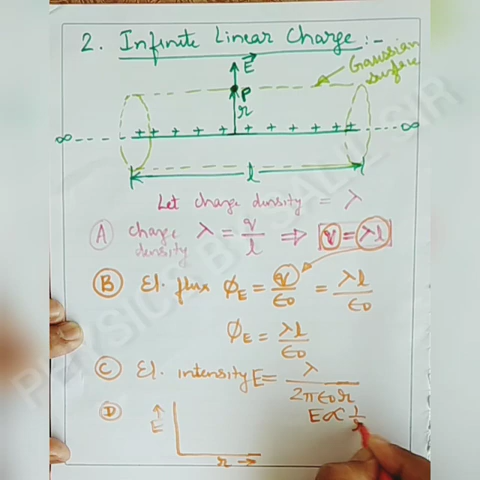 2. Infinite Linear Charge :-
E
Gaussian
surface
P
r
∞ + + + + + + + + + + + ∞
l
Let charge density = λ
A charge λ = q/l ⇒ q = λl
density
B El. flux ϕE = q/ε0 = λl/ε0
ϕE = λl/ε0
C El. intensity E = λ/2πε0r
E ∝ 1/r
D ↑ E
r →